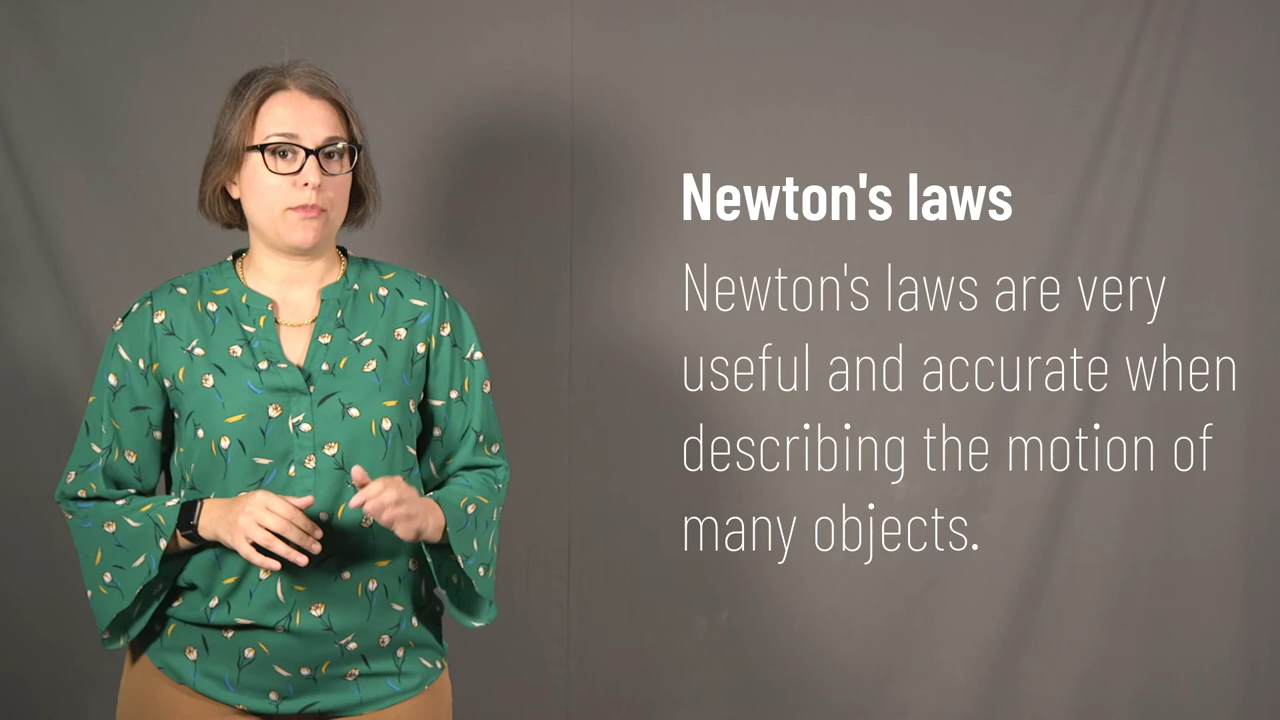 Newton's laws
Newton's laws are very
useful and accurate when
describing the motion of
many objects.